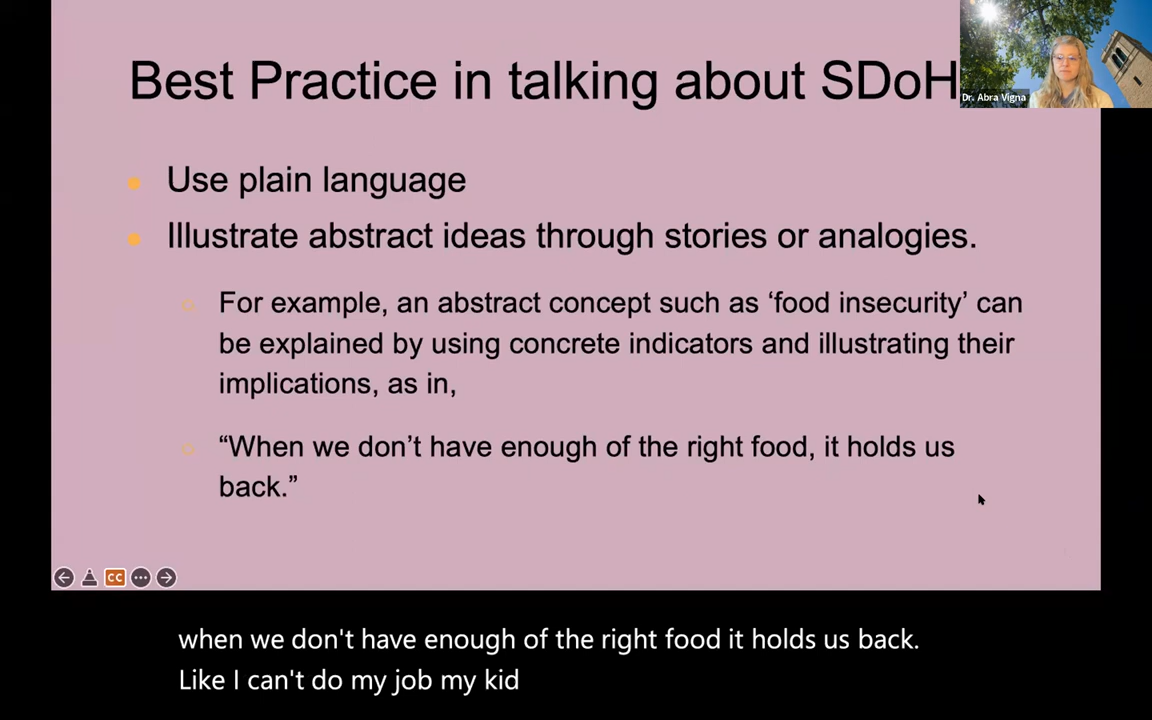 Best Practice in talking about SDoH
Dr. Abra Vigna
Use plain language
Illustrate abstract ideas through stories or analogies.
For example, an abstract concept such as ‘food insecurity’ can
be explained by using concrete indicators and illustrating their
implications, as in,
“When we don’t have enough of the right food, it holds us
back.”
CC
when we don't have enough of the right food it holds us back.
Like I can't do my job my kid